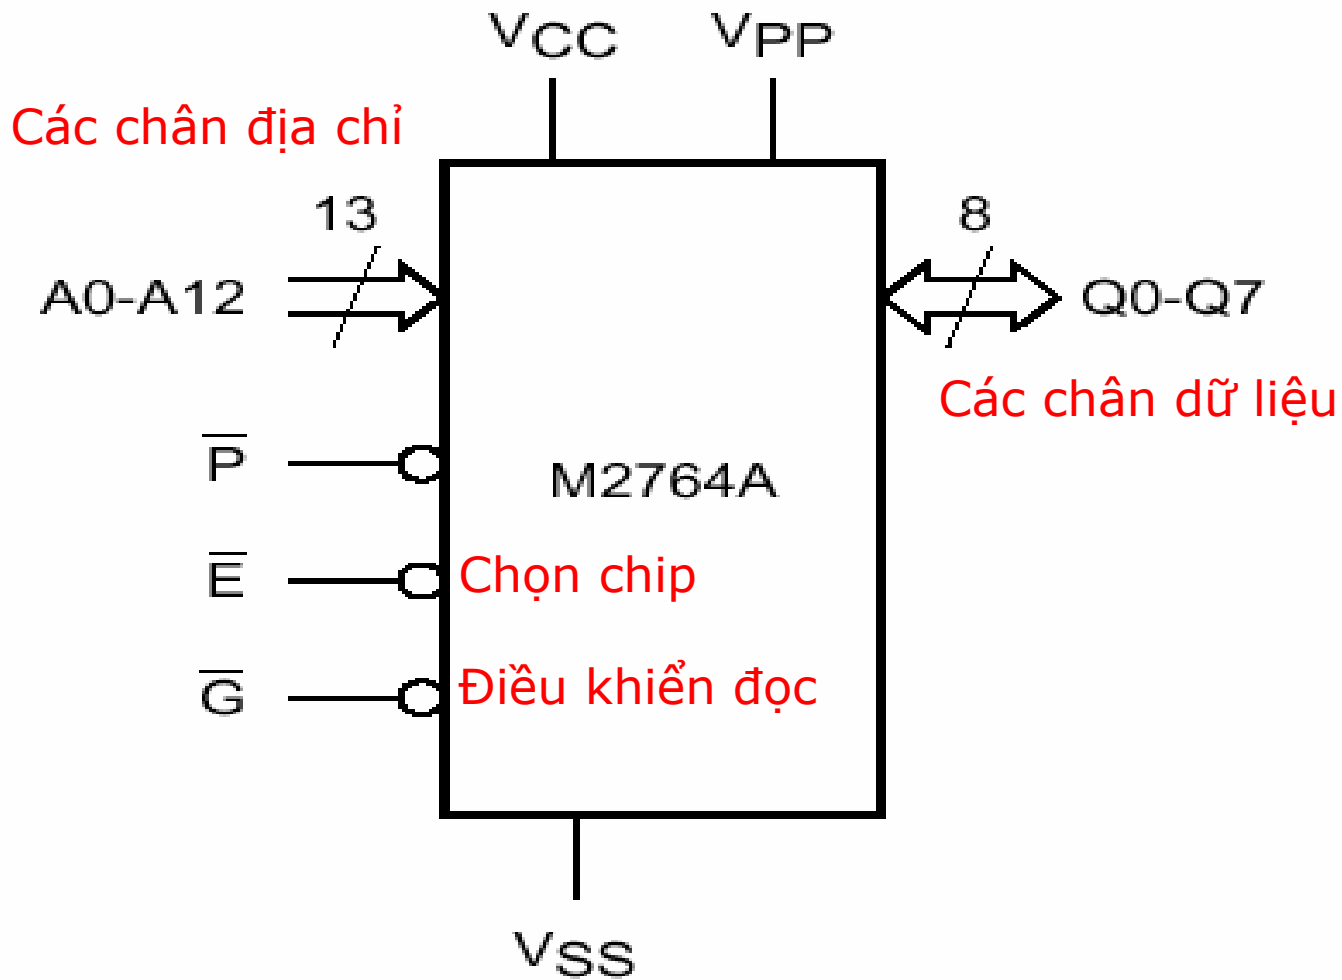 VCC VPP
Các chân địa chỉ
13 8
A0-A12 Q0-Q7
Các chân dữ liệu
P̅
M2764A
E̅ Chọn chip
G̅ Điều khiển đọc
VSS